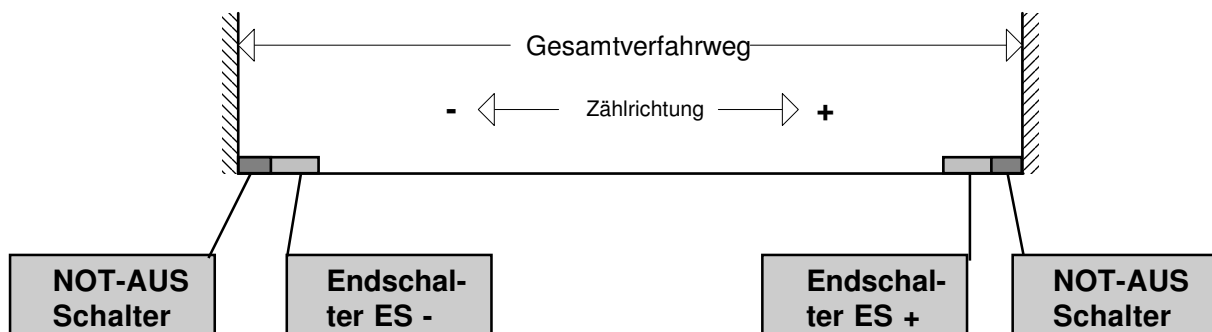 Gesamtverfahrweg
- Zählrichtung +
NOT-AUS
Schalter
Endschal-
ter ES -
Endschal-
ter ES +
NOT-AUS
Schalter